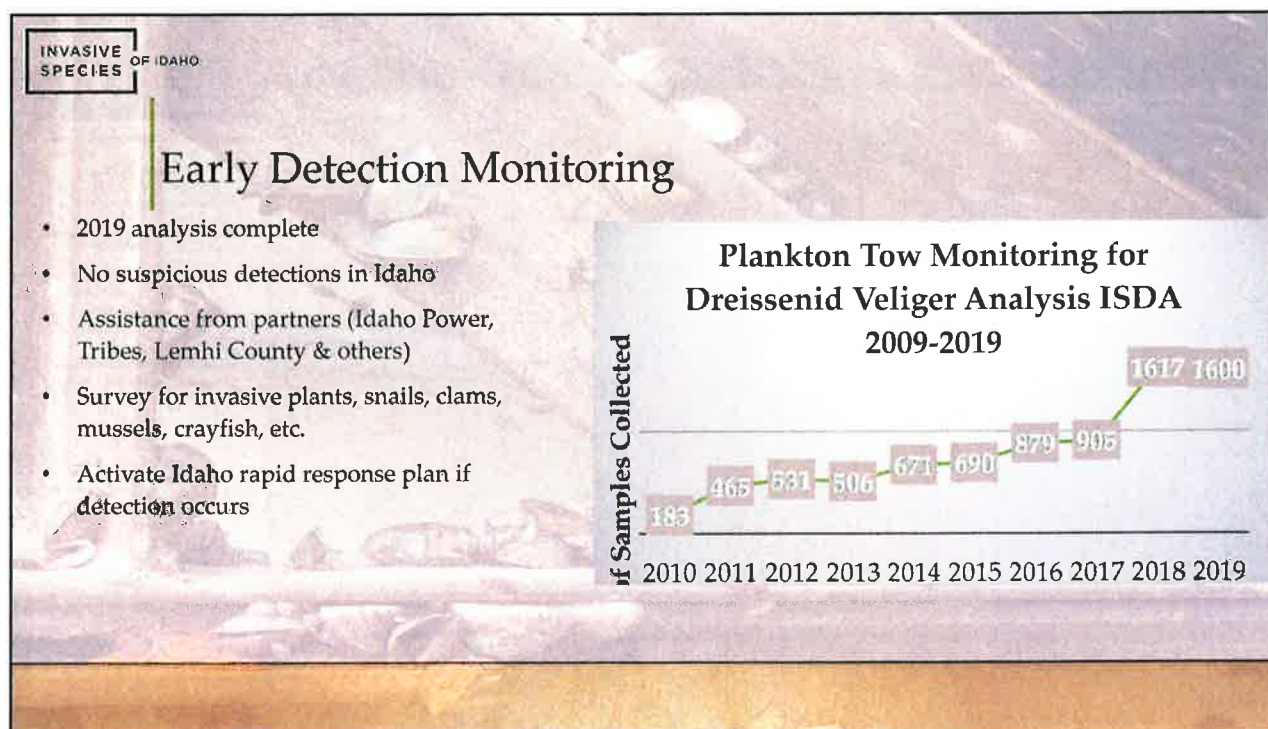 INVASIVE
SPECIES
OF IDAHO
Early Detection Monitoring
• 2019 analysis complete
• No suspicious detections in Idaho
• Assistance from partners (Idaho Power,
Tribes, Lemhi County & others)
• Survey for invasive plants, snails, clams,
mussels, crayfish, etc.
• Activate Idaho rapid response plan if
detection occurs
Plankton Tow Monitoring for
Dreissenid Veliger Analysis ISDA
2009-2019
of Samples Collected
183 465 531 506 671 690 879 905 1617 1600
2010 2011 2012 2013 2014 2015 2016 2017 2018 2019